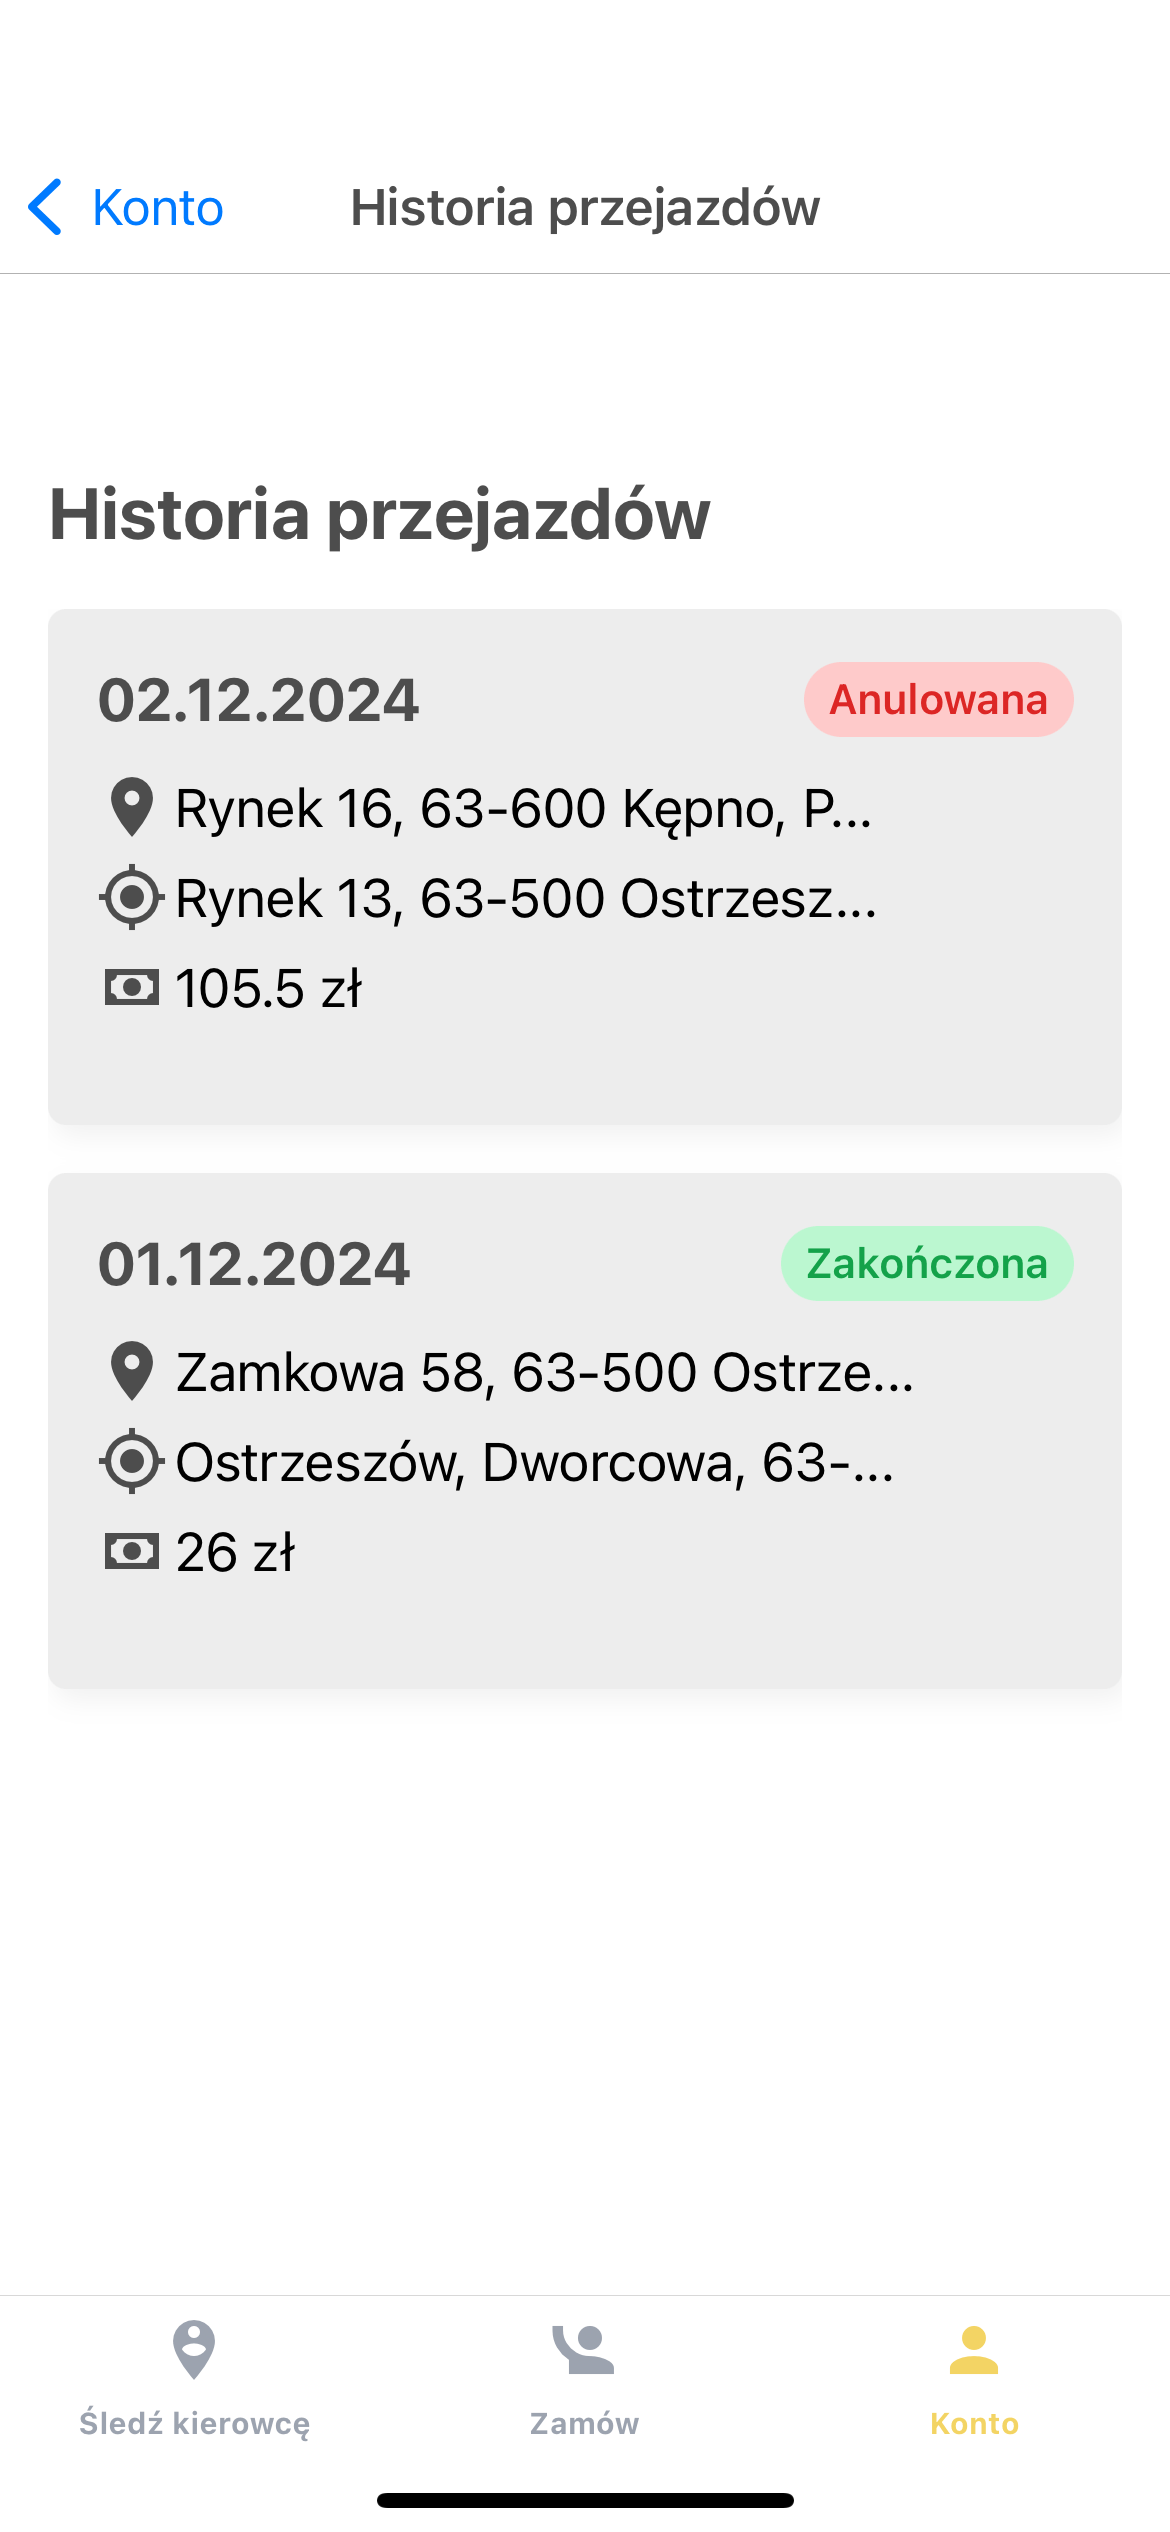 Konto
Historia przejazdów
Historia przejazdów
02.12.2024
Anulowana
Rynek 16, 63-600 Kępno, P...
Rynek 13, 63-500 Ostrzesz...
105.5 zł
01.12.2024
Zakończona
Zamkowa 58, 63-500 Ostrze...
Ostrzeszów, Dworcowa, 63-...
26 zł
Śledź kierowcę
Zamów
Konto